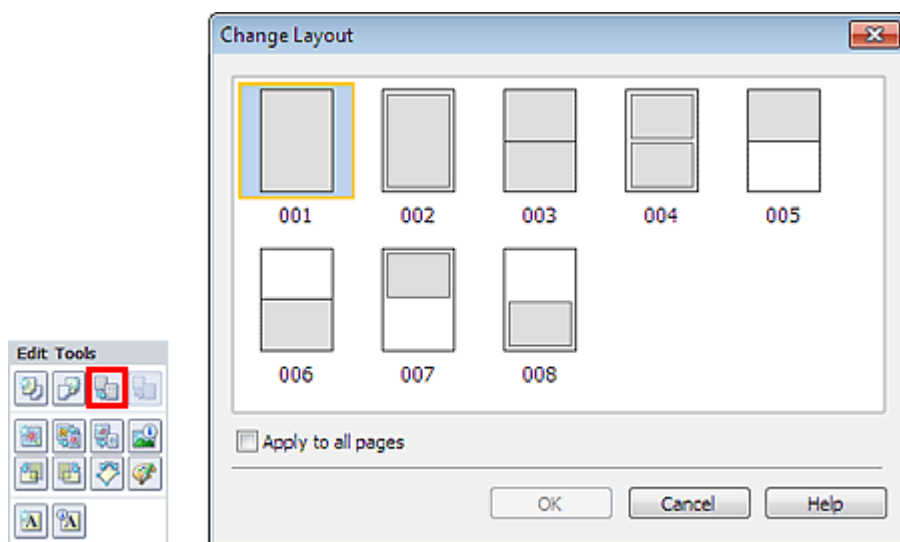 Change Layout
001 002 003 004 005
006 007 008
Apply to all pages
OK Cancel Help
Edit Tools
A A